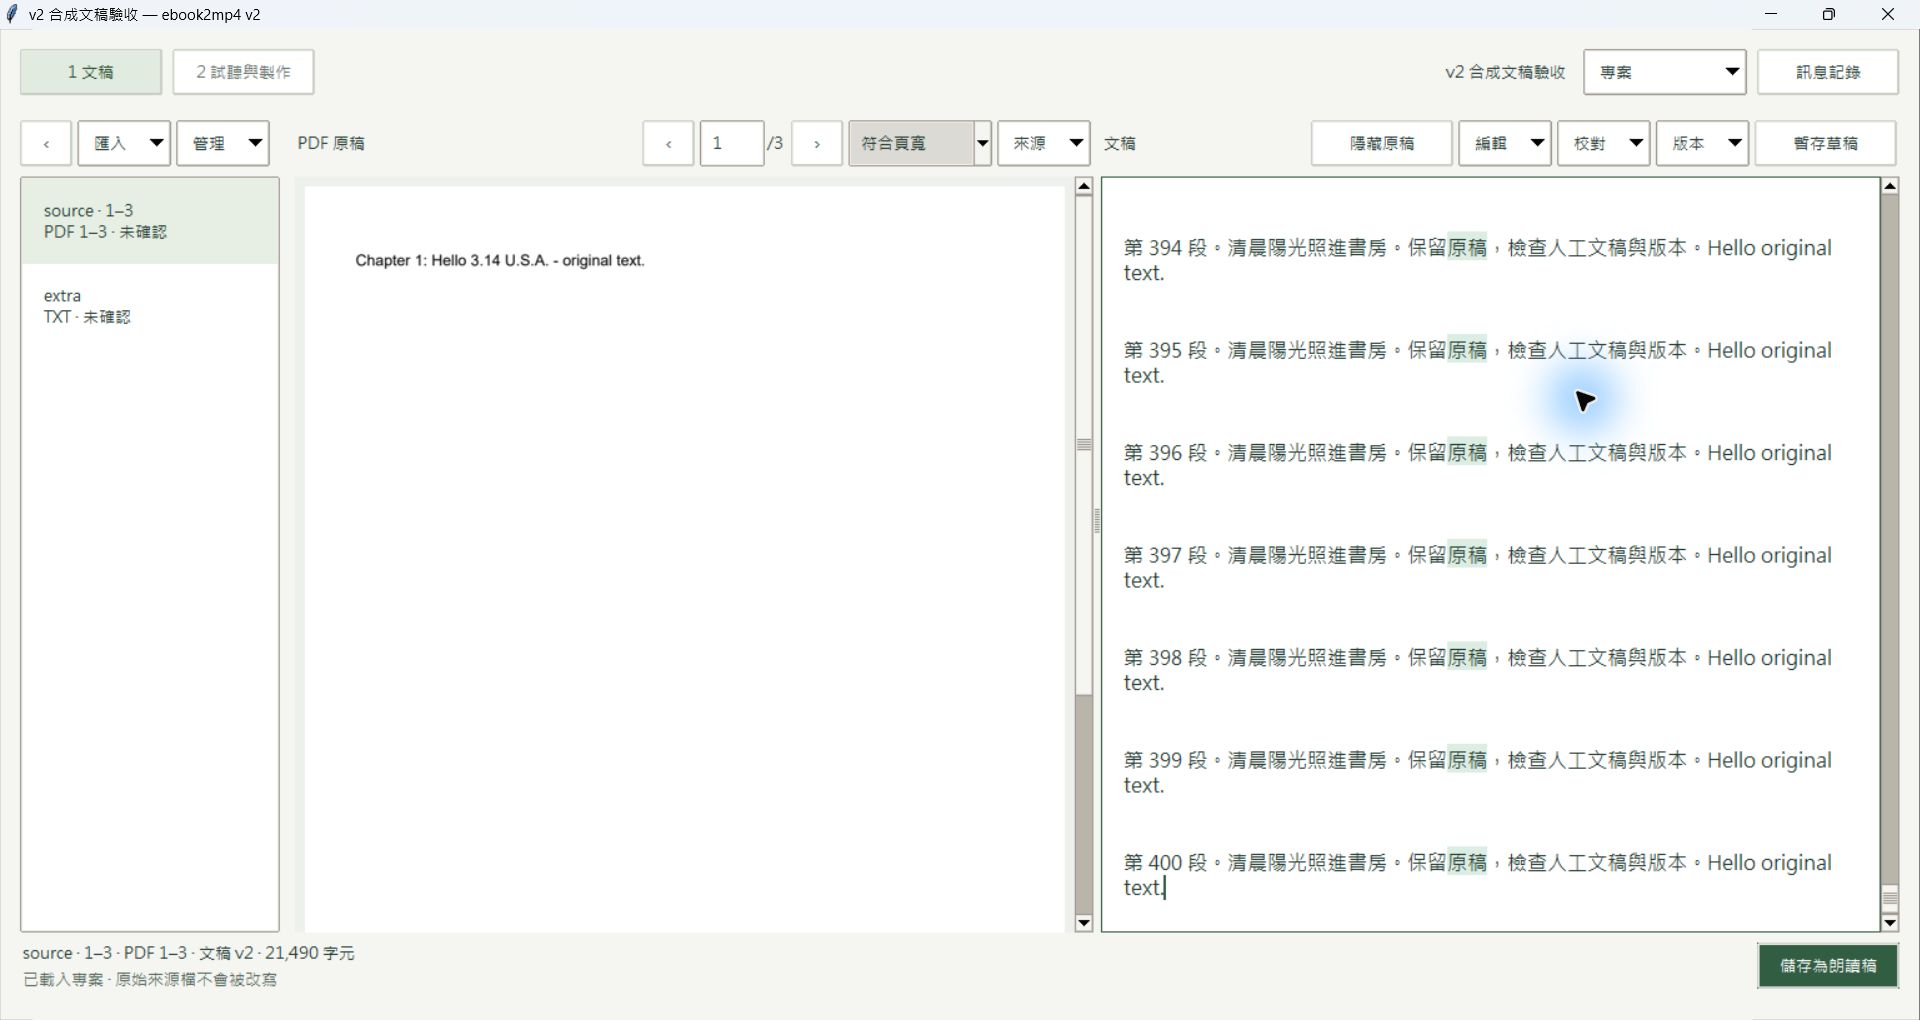 v2 合成文稿驗收 — ebook2mp4 v2
1 文稿
2 試聽與製作
v2 合成文稿驗收
專案
訊息記錄
‹
匯入
管理
PDF 原稿
‹
1
/3
›
符合頁寬
來源
文稿
隱藏原稿
編輯
校對
版本
暫存草稿
source · 1–3
PDF 1–3 · 未確認
extra
TXT · 未確認
Chapter 1: Hello 3.14 U.S.A. - original text.
第 394 段。清晨陽光照進書房。保留原稿，檢查人工文稿與版本。Hello original
text.
第 395 段。清晨陽光照進書房。保留原稿，檢查人工文稿與版本。Hello original
text.
第 396 段。清晨陽光照進書房。保留原稿，檢查人工文稿與版本。Hello original
text.
第 397 段。清晨陽光照進書房。保留原稿，檢查人工文稿與版本。Hello original
text.
第 398 段。清晨陽光照進書房。保留原稿，檢查人工文稿與版本。Hello original
text.
第 399 段。清晨陽光照進書房。保留原稿，檢查人工文稿與版本。Hello original
text.
第 400 段。清晨陽光照進書房。保留原稿，檢查人工文稿與版本。Hello original
text.
source · 1–3 · PDF 1–3 · 文稿 v2 · 21,490 字元
已載入專案 · 原始來源檔不會被改寫
儲存為朗讀稿